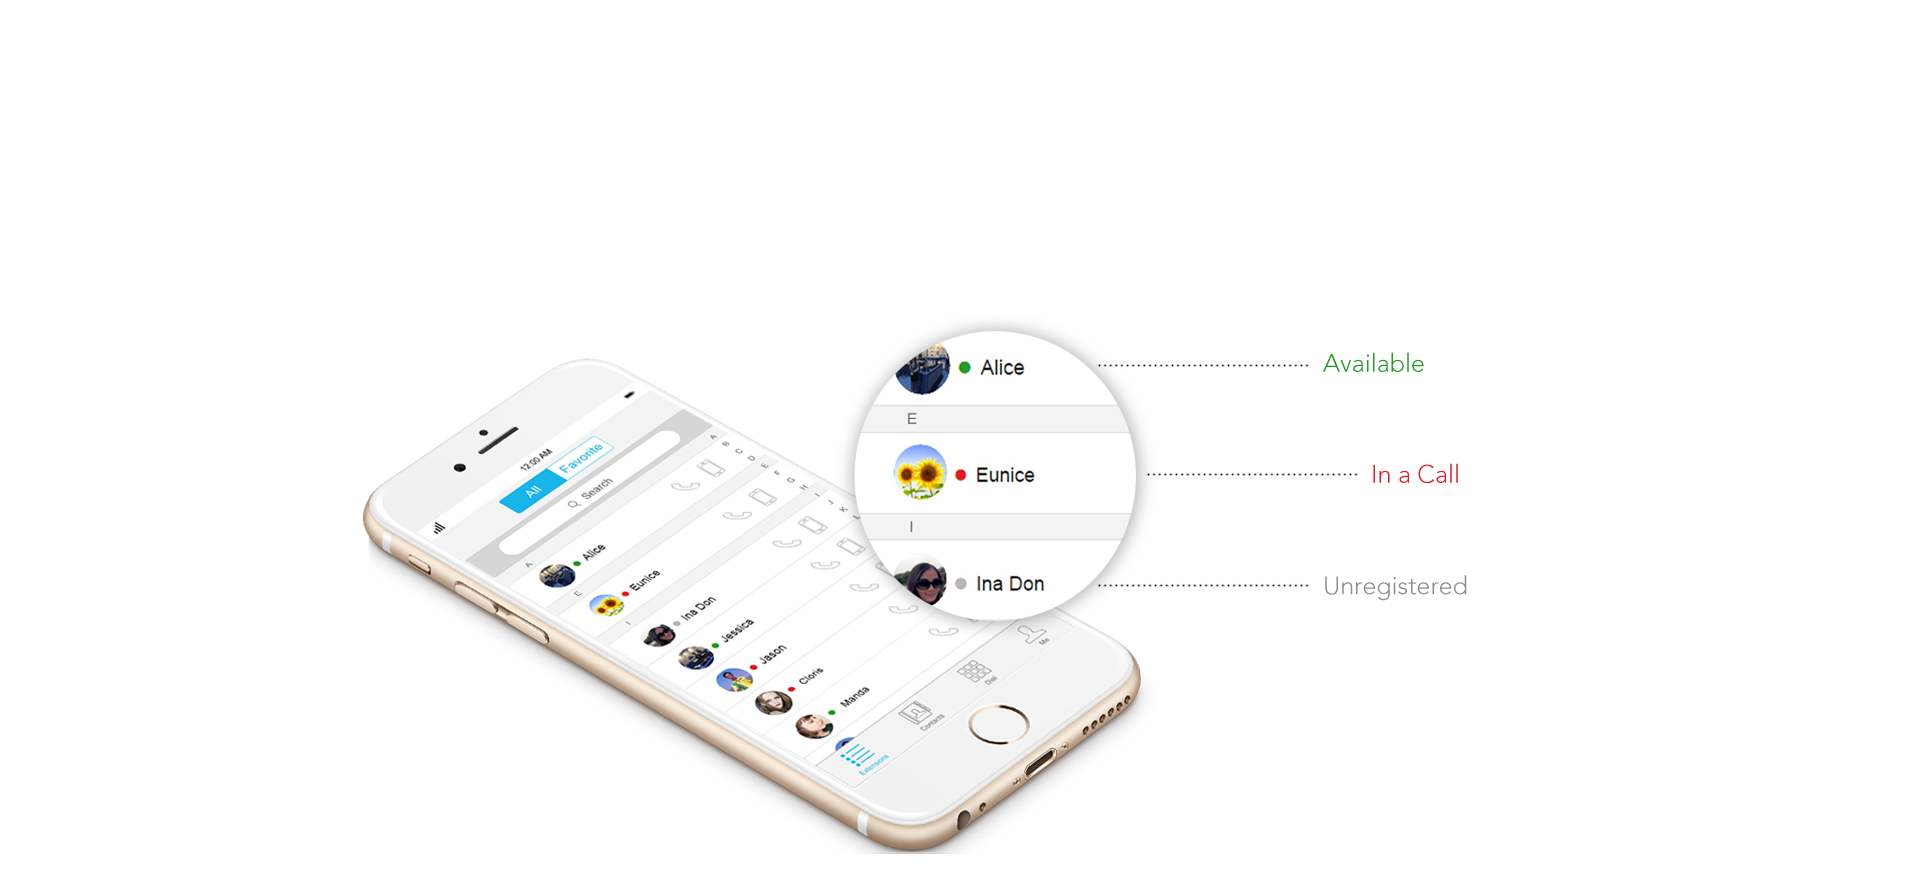 12:00 AM
All
Favorite
Search
A
B
C
D
E
F
G
H
I
J
K
L
A
Alice
E
Eunice
I
Ina Don
Jessica
Jason
Cloris
Manda
Extensions
Contacts
Dial
Me
Alice
Available
E
Eunice
In a Call
I
Ina Don
Unregistered